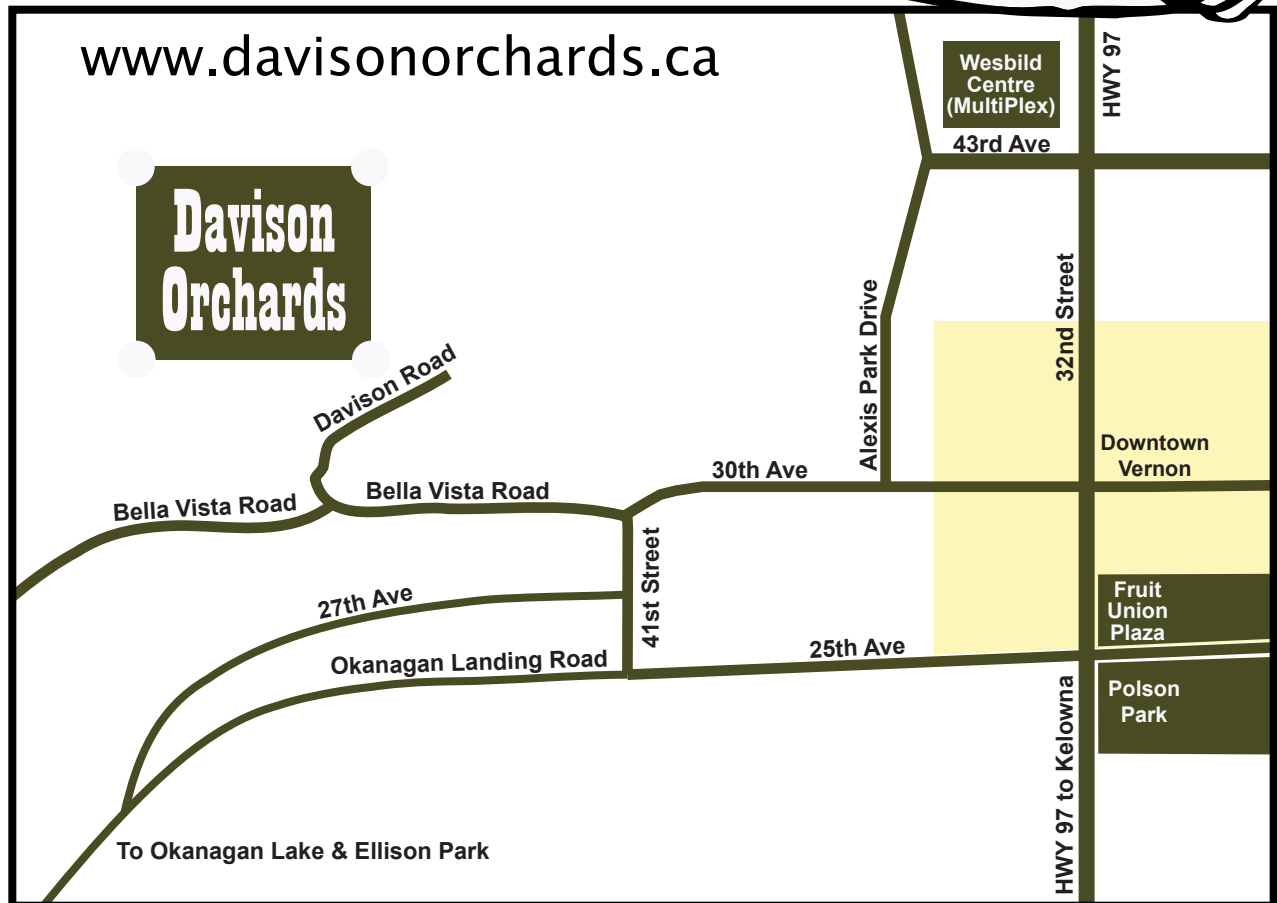 www.davisonorchards.ca
Wesbild
Centre
(MultiPlex)
HWY 97
43rd Ave
Davison
Orchards
32nd Street
Alexis Park Drive
Davison Road
Downtown
Vernon
30th Ave
Bella Vista Road
Bella Vista Road
41st Street
27th Ave
Fruit
Union
Plaza
25th Ave
Okanagan Landing Road
Polson
Park
HWY 97 to Kelowna
To Okanagan Lake & Ellison Park